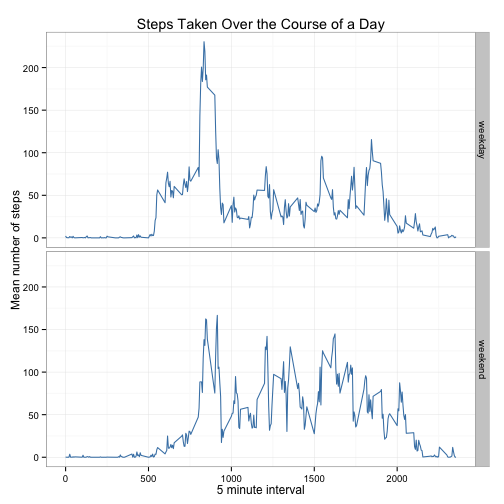 Steps Taken Over the Course of a Day
Mean number of steps
200
150
100
50
0
weekday
200
150
100
50
0
weekend
0 500 1000 1500 2000
5 minute interval